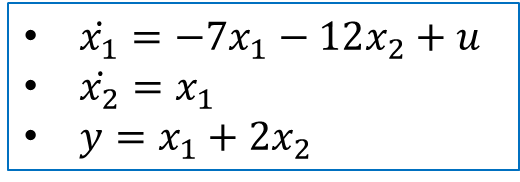 • ẋ₁ = −7x₁ − 12x₂ + u
• ẋ₂ = x₁
• y = x₁ + 2x₂